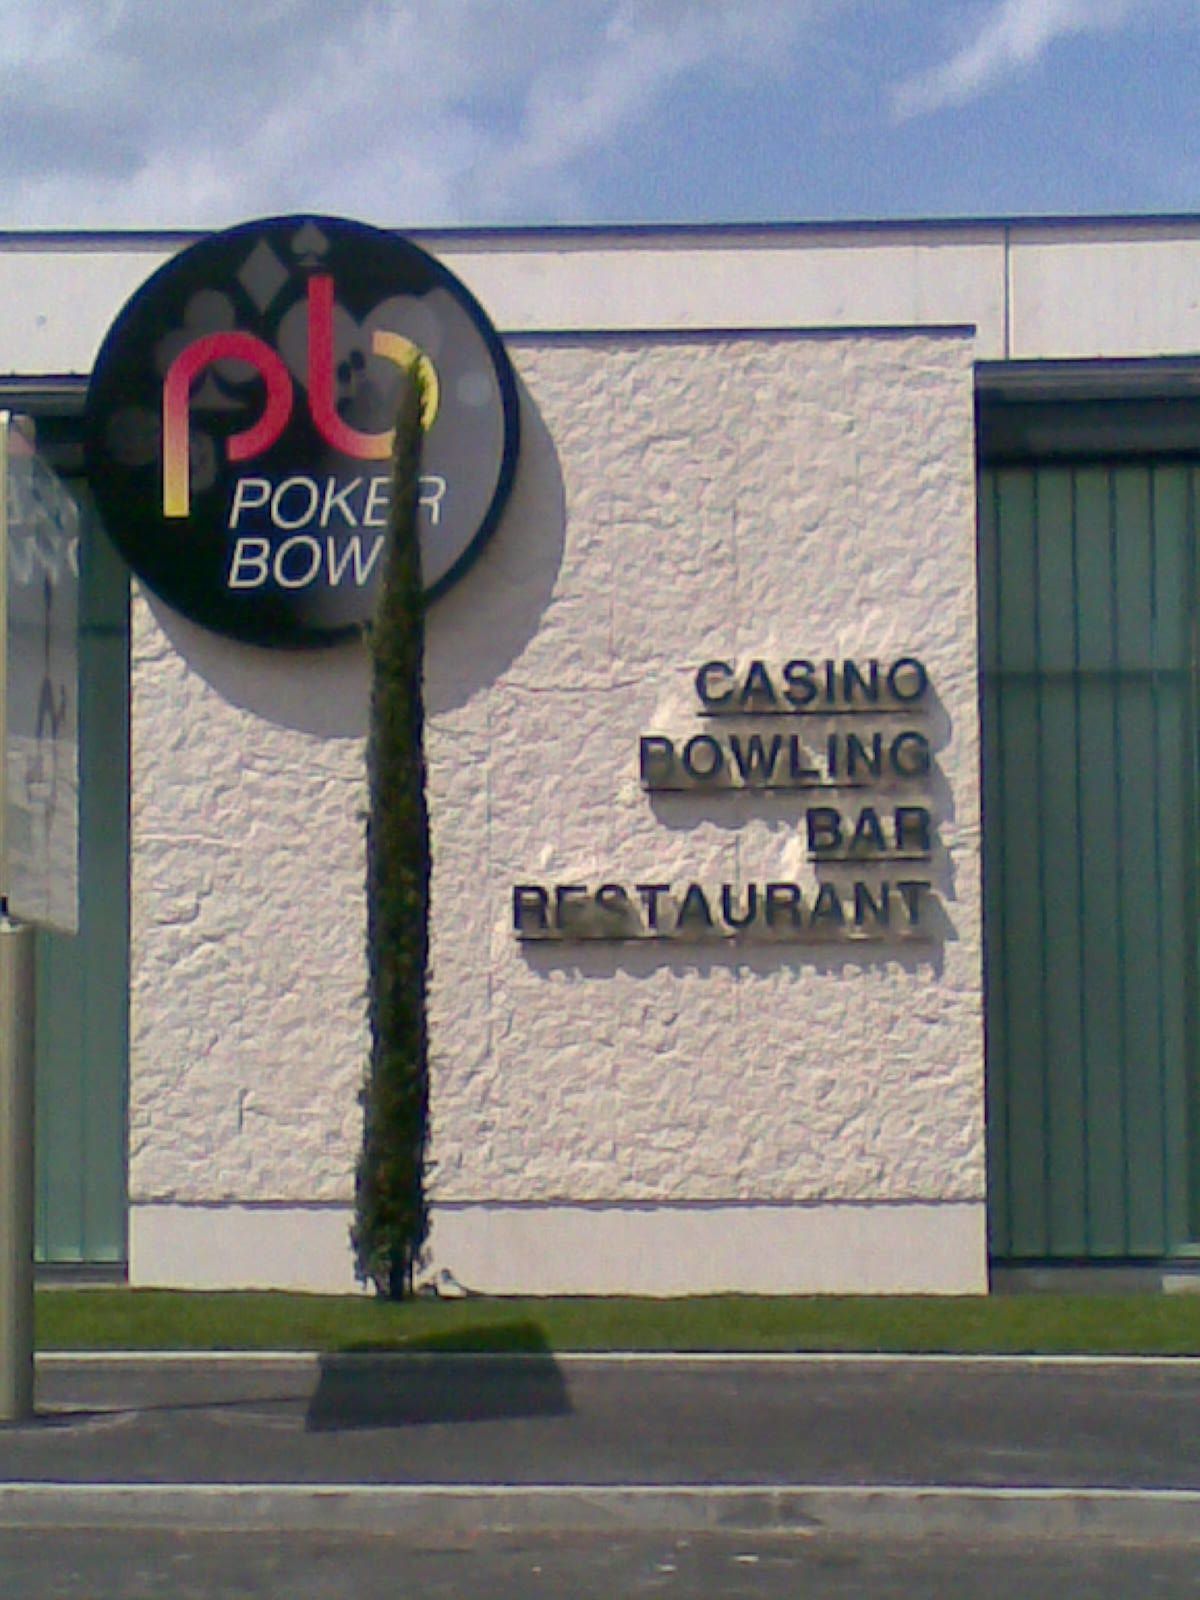 pb
POKER
BOW
CASINO
BOWLING
BAR
RESTAURANT